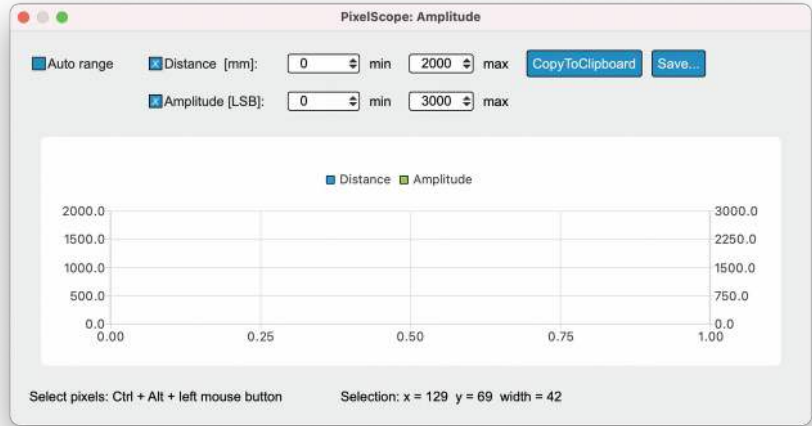 PixelScope: Amplitude
Auto range x Distance [mm]: 0 min 2000 max CopyToClipboard Save...
x Amplitude [LSB]: 0 min 3000 max
Distance Amplitude
2000.0 3000.0
1500.0 2250.0
1000.0 1500.0
500.0 750.0
0.0 0.0
0.00 0.25 0.50 0.75 1.00
Select pixels: Ctrl + Alt + left mouse button Selection: x = 129 y = 69 width = 42